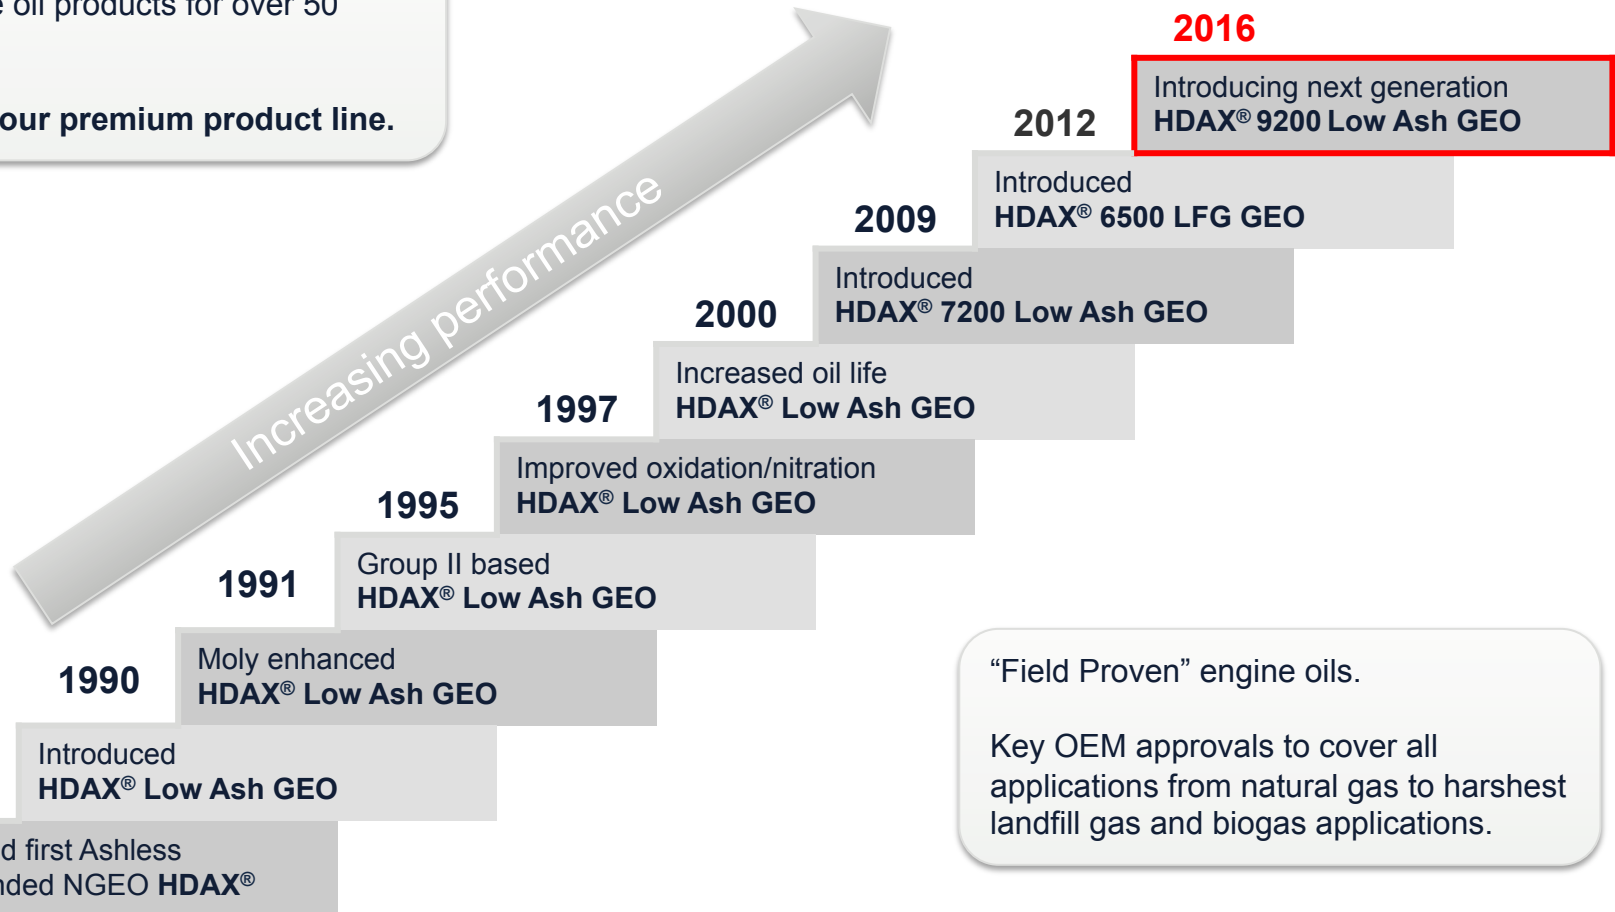 oil products for over 50
our premium product line.
2016
Introducing next generation
HDAX® 9200 Low Ash GEO
2012
Introduced
HDAX® 6500 LFG GEO
2009
Introduced
HDAX® 7200 Low Ash GEO
2000
Increased oil life
HDAX® Low Ash GEO
1997
Improved oxidation/nitration
HDAX® Low Ash GEO
1995
Group II based
HDAX® Low Ash GEO
1991
Moly enhanced
HDAX® Low Ash GEO
1990
Introduced
HDAX® Low Ash GEO
first Ashless
NGEO HDAX®
Increasing performance
“Field Proven” engine oils.
Key OEM approvals to cover all
applications from natural gas to harshest
landfill gas and biogas applications.